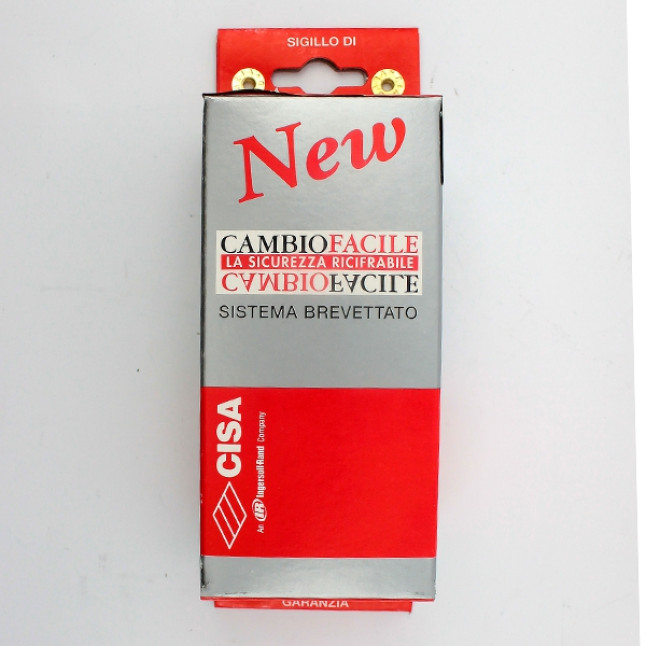 SIGILLO DI
New
CAMBIOFACILE
LA SICUREZZA RICIFRABILE
CAMBIOFACILE
SISTEMA BREVETTATO
CISA
An IR Ingersoll-Rand Company
GARANZIA